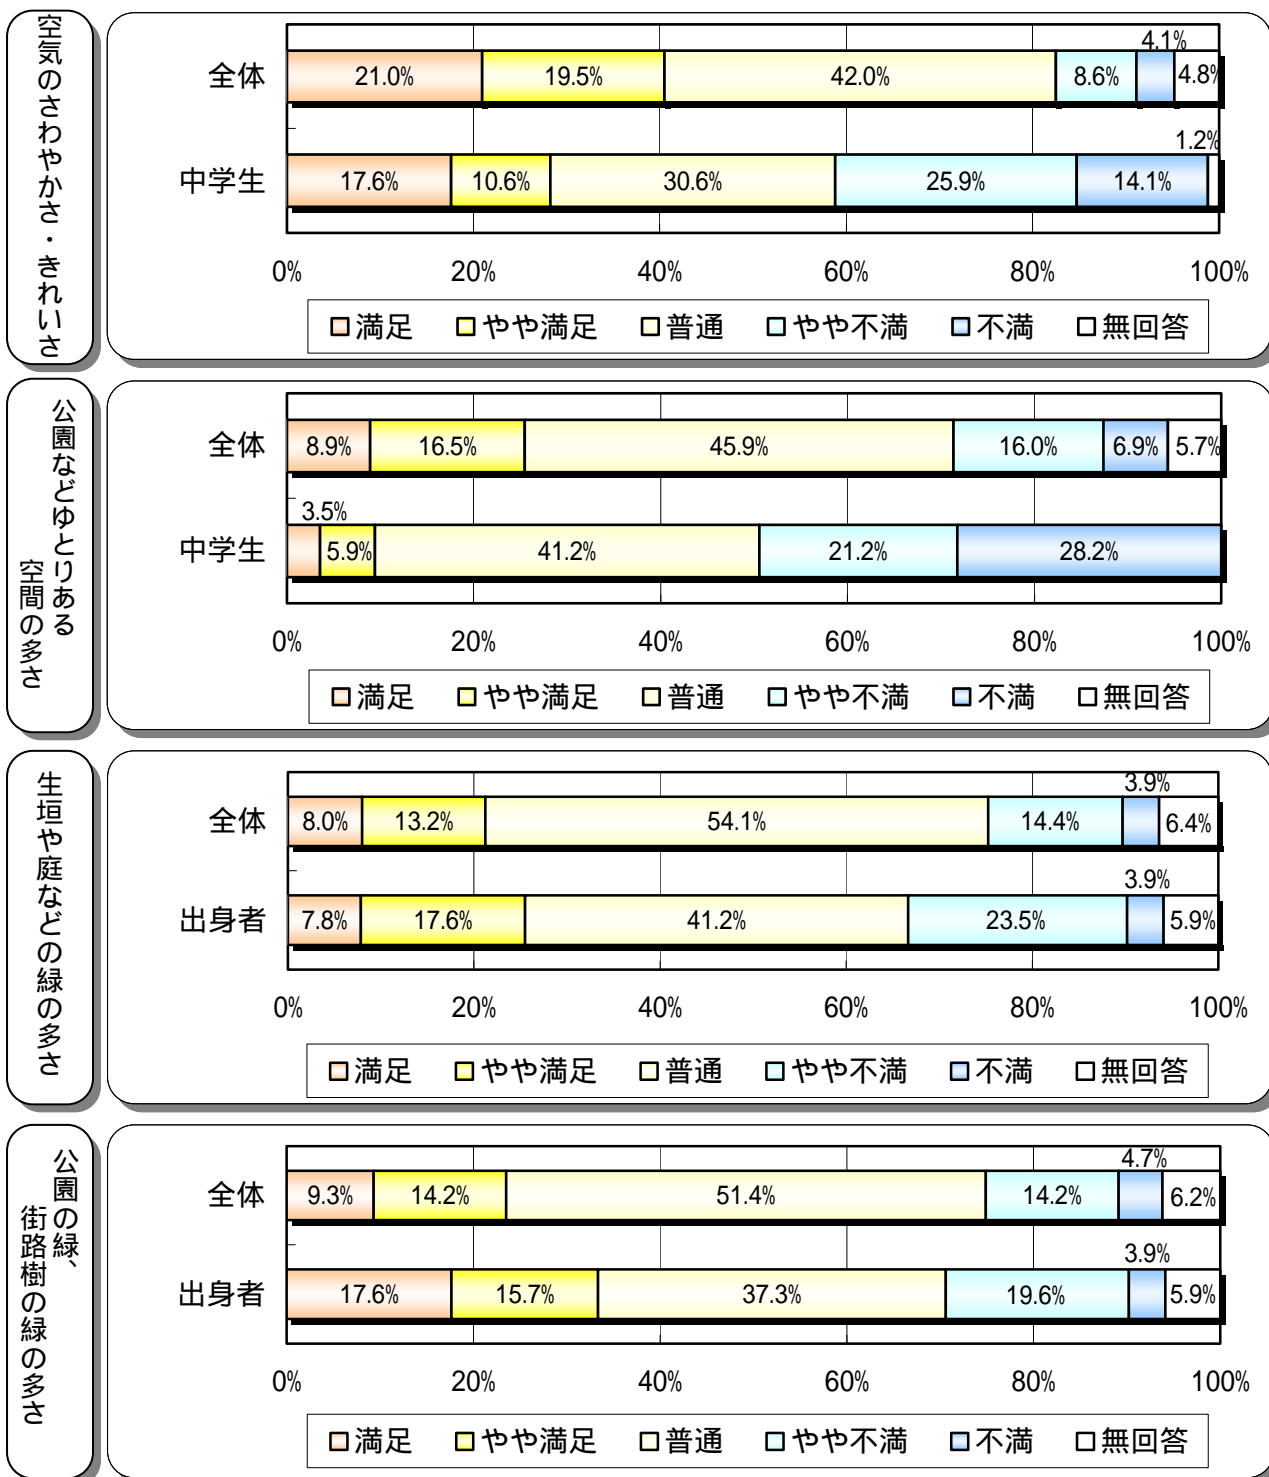 空気のさわやかさ・きれいさ
4.1%
全体 21.0% 19.5% 42.0% 8.6% 4.8%
1.2%
中学生 17.6% 10.6% 30.6% 25.9% 14.1%
0% 20% 40% 60% 80% 100%
満足 やや満足 普通 やや不満 不満 無回答
公園などゆとりある
空間の多さ
全体 8.9% 16.5% 45.9% 16.0% 6.9% 5.7%
3.5%
中学生 5.9% 41.2% 21.2% 28.2%
0% 20% 40% 60% 80% 100%
満足 やや満足 普通 やや不満 不満 無回答
生垣や庭などの緑の多さ
3.9%
全体 8.0% 13.2% 54.1% 14.4% 6.4%
3.9%
出身者 7.8% 17.6% 41.2% 23.5% 5.9%
0% 20% 40% 60% 80% 100%
満足 やや満足 普通 やや不満 不満 無回答
公園の緑、
街路樹の緑の多さ
4.7%
全体 9.3% 14.2% 51.4% 14.2% 6.2%
3.9%
出身者 17.6% 15.7% 37.3% 19.6% 5.9%
0% 20% 40% 60% 80% 100%
満足 やや満足 普通 やや不満 不満 無回答